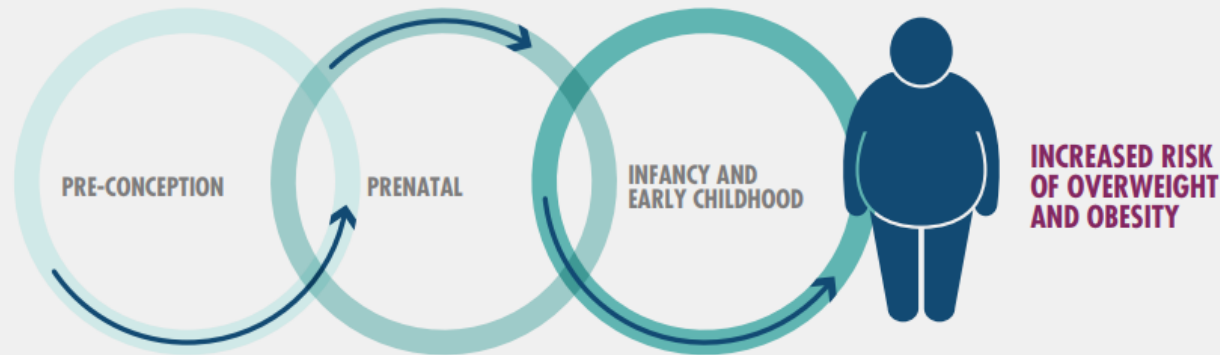 PRE-CONCEPTION
PRENATAL
INFANCY AND
EARLY CHILDHOOD
INCREASED RISK
OF OVERWEIGHT
AND OBESITY